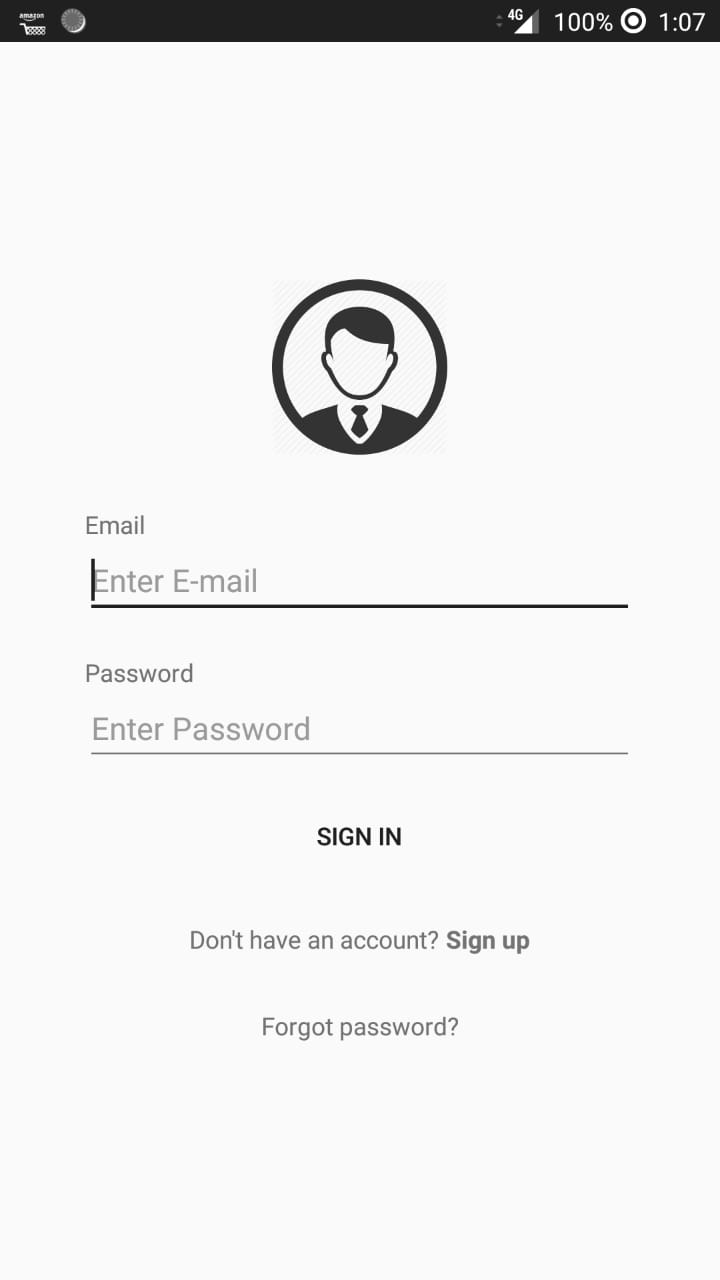 amazon 4G 100% 1:07
Email
Enter E-mail
Password
Enter Password
SIGN IN
Don't have an account? Sign up
Forgot password?